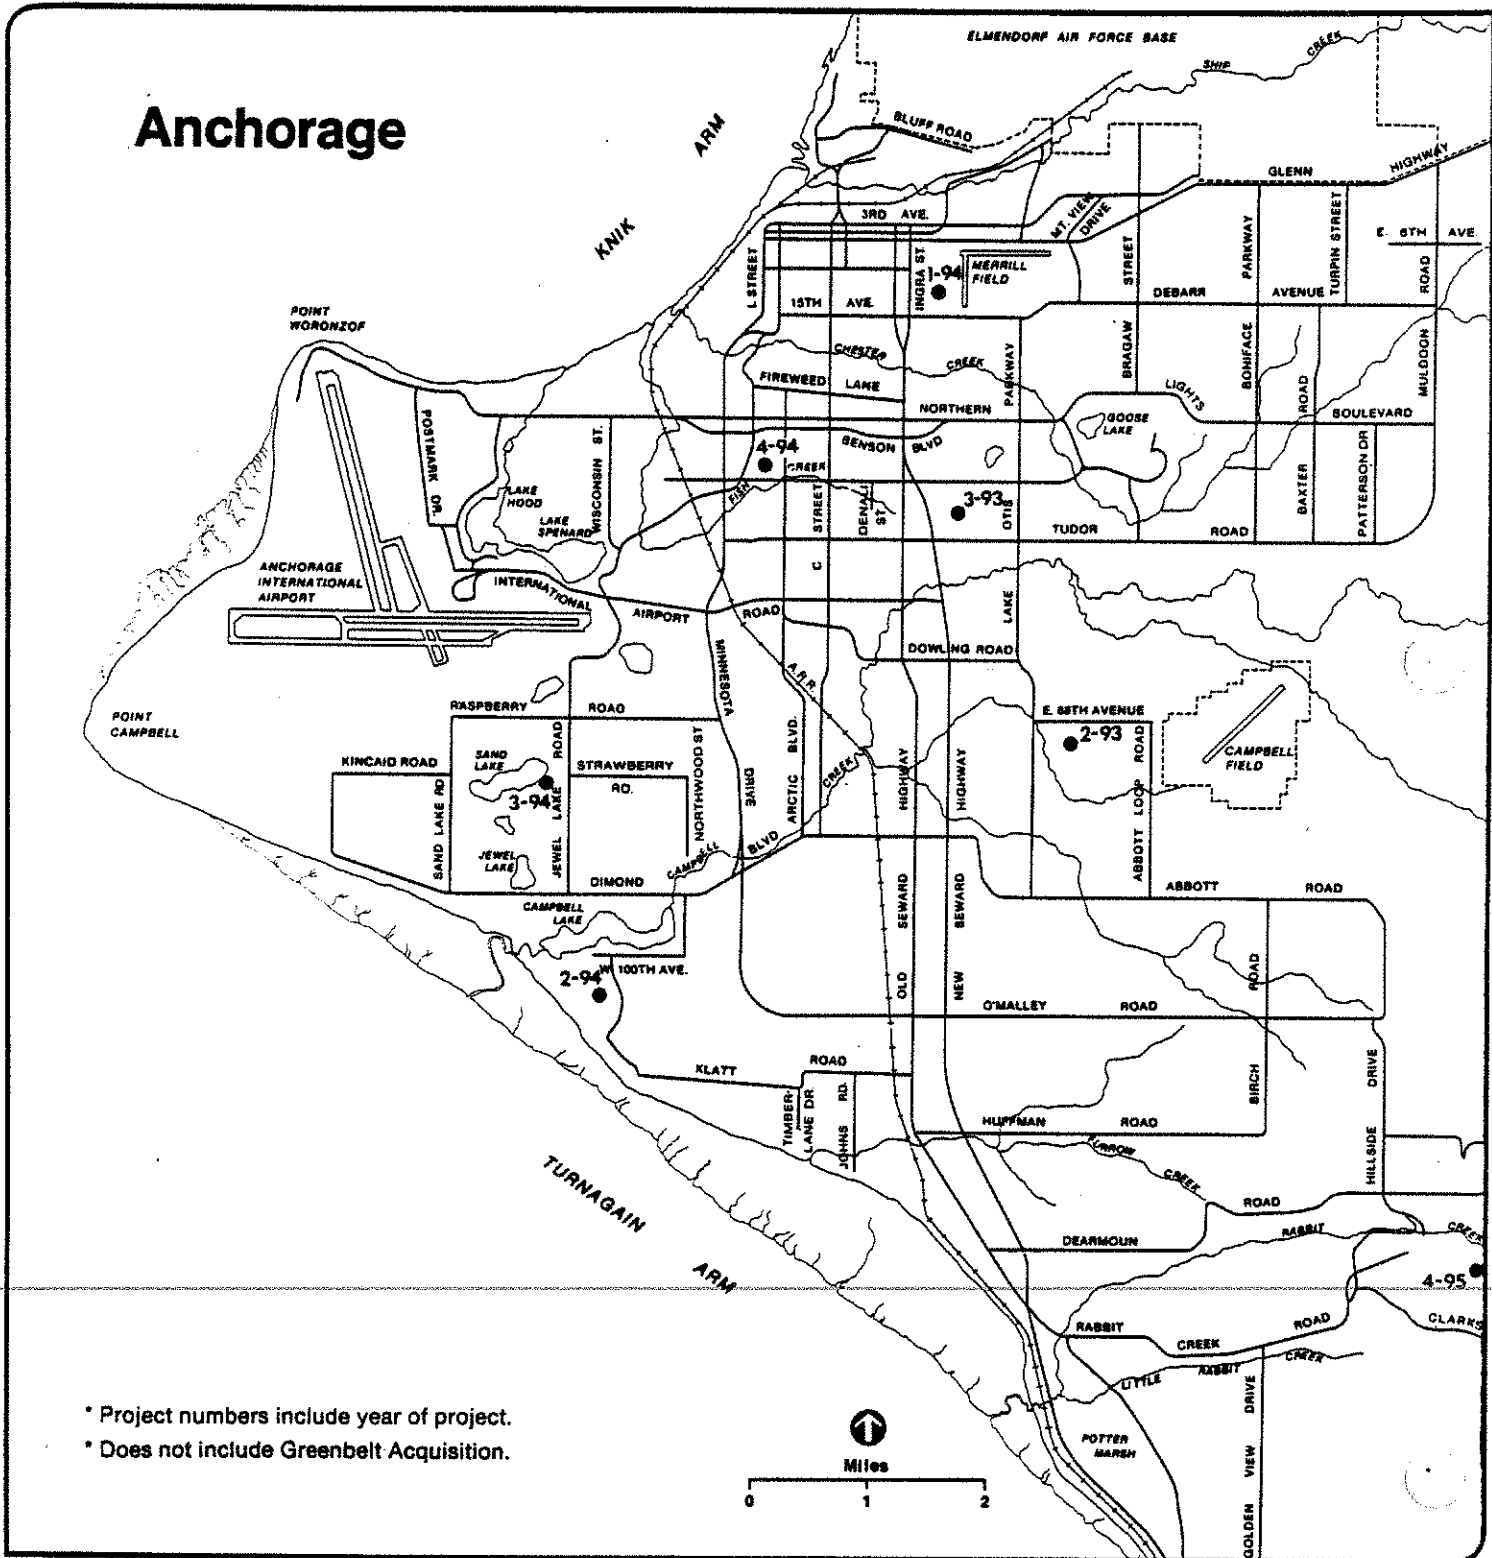 Anchorage
ELMENDORF AIR FORCE BASE
SHIP
CREEK
BLUFF ROAD
KNIK
ARM
GLENN
HIGHWAY
3RD AVE.
MT. VIEW
DRIVE
E. 6TH AVE.
L STREET
INGRA ST.
1-94
MERRILL
FIELD
STREET
PARKWAY
TURPIN STREET
ROAD
DEBARR
AVENUE
15TH AVE.
POINT
WORONZOF
CHESTER
CREEK
PARKWAY
BRAGAW
BONIFACE
MULDOON
FIREWEED LANE
LIGHTS
NORTHERN
BOULEVARD
ROAD
GOOSE
LAKE
BENSON BLVD
POSTMARK DR.
WISCONSIN ST.
4-94
CREEK
FISH
LAKE
HOOD
LAKE
SPENARD
STREET
C
DENALI
ST.
3-93
OTIS
LAKE
BAXTER
PATTERSON DR
TUDOR
ROAD
ANCHORAGE
INTERNATIONAL
AIRPORT
INTERNATIONAL
AIRPORT
ROAD
DOWLING ROAD
MINNESOTA
DRIVE
A.R.R.
POINT
CAMPBELL
RASPBERRY
ROAD
E. 68TH AVENUE
2-93
CAMPBELL
FIELD
KINCAID ROAD
SAND
LAKE
3-94
ROAD
JEWEL LAKE
STRAWBERRY
RD.
NORTHWOOD ST
ARCTIC BLVD.
CREEK
HIGHWAY
HIGHWAY
ABBOTT LOOP ROAD
SAND LAKE RD
JEWEL
LAKE
DIMOND
BLVD
CAMPBELL
ABBOTT
ROAD
CAMPBELL
LAKE
OLD SEWARD
NEW SEWARD
W. 100TH AVE.
2-94
O'MALLEY
ROAD
ROAD
BIRCH
KLATT
ROAD
TIMBER-
LANE DR.
JOHNS RD.
HILLSIDE DRIVE
HUFFMAN
ROAD
FURROW
CREEK
TURNAGAIN
ARM
ROAD
DEARMOUN
RABBIT
CREEK
4-95
CLARKS
RABBIT
CREEK
ROAD
LITTLE
RABBIT
CREEK
GOLDEN VIEW DRIVE
POTTER
MARSH
* Project numbers include year of project.
* Does not include Greenbelt Acquisition.
Miles
0 1 2